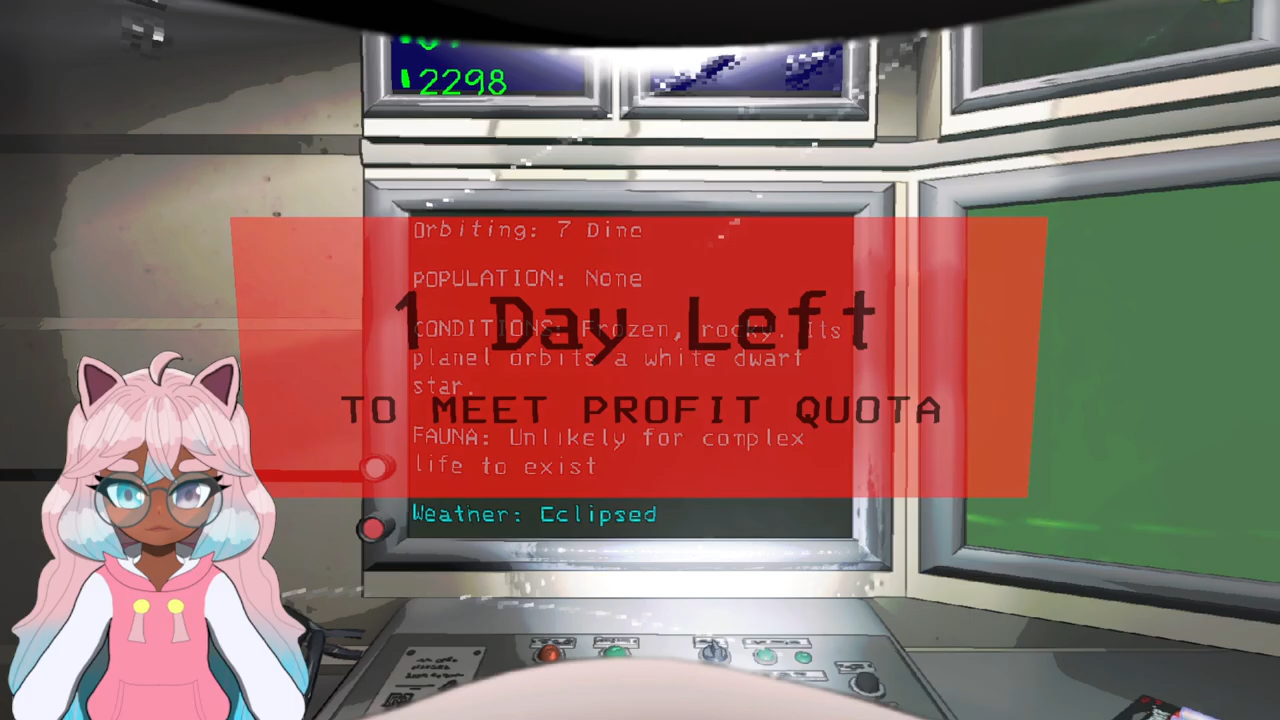 2298
Orbiting: 7 Dine
POPULATION: None
1 Day Left
CONDITIONS: Frozen, rocky. Its
planet orbits a white dwarf
star.
TO MEET PROFIT QUOTA
FAUNA: Unlikely for complex
life to exist
Weather: Eclipsed